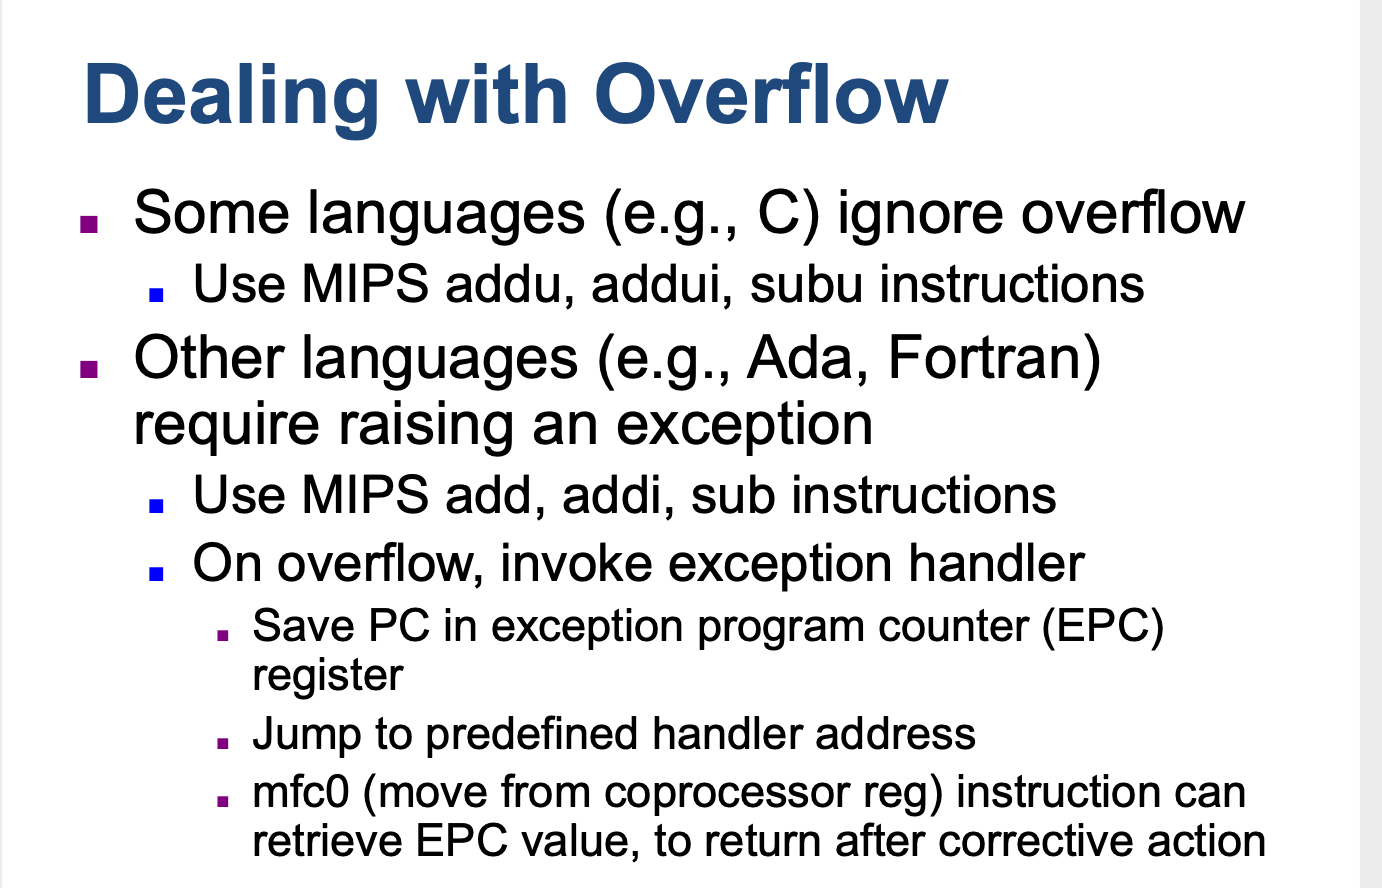 Dealing with Overflow
Some languages (e.g., C) ignore overflow
Use MIPS addu, addui, subu instructions
Other languages (e.g., Ada, Fortran)
require raising an exception
Use MIPS add, addi, sub instructions
On overflow, invoke exception handler
Save PC in exception program counter (EPC)
register
Jump to predefined handler address
mfc0 (move from coprocessor reg) instruction can
retrieve EPC value, to return after corrective action